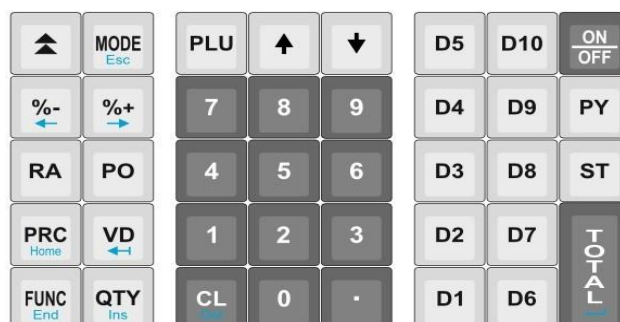 MODE
Esc
PLU
D5
D10
ON
OFF
%-
%+
7
8
9
D4
D9
PY
RA
PO
4
5
6
D3
D8
ST
PRC
Home
VD
1
2
3
D2
D7
TOTAL
FUNC
End
QTY
Ins
CL
Del
0
.
D1
D6